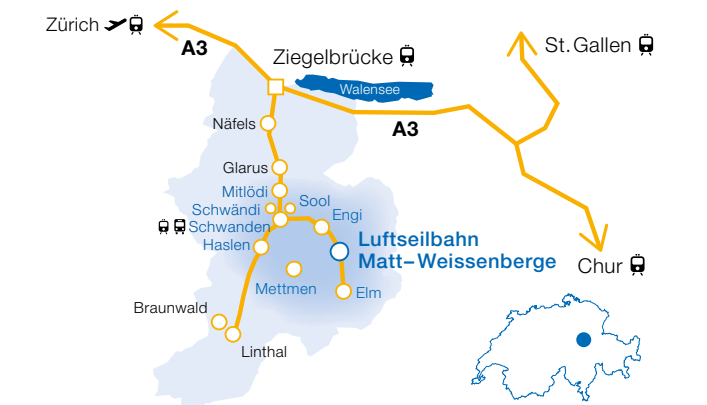 Zürich
A3
Ziegelbrücke
St. Gallen
Walensee
A3
Näfels
Glarus
Mitlödi
Sool
Schwändi
Engi
Schwanden
Haslen
Luftseilbahn
Matt–Weissenberge
Chur
Mettmen
Elm
Braunwald
Linthal